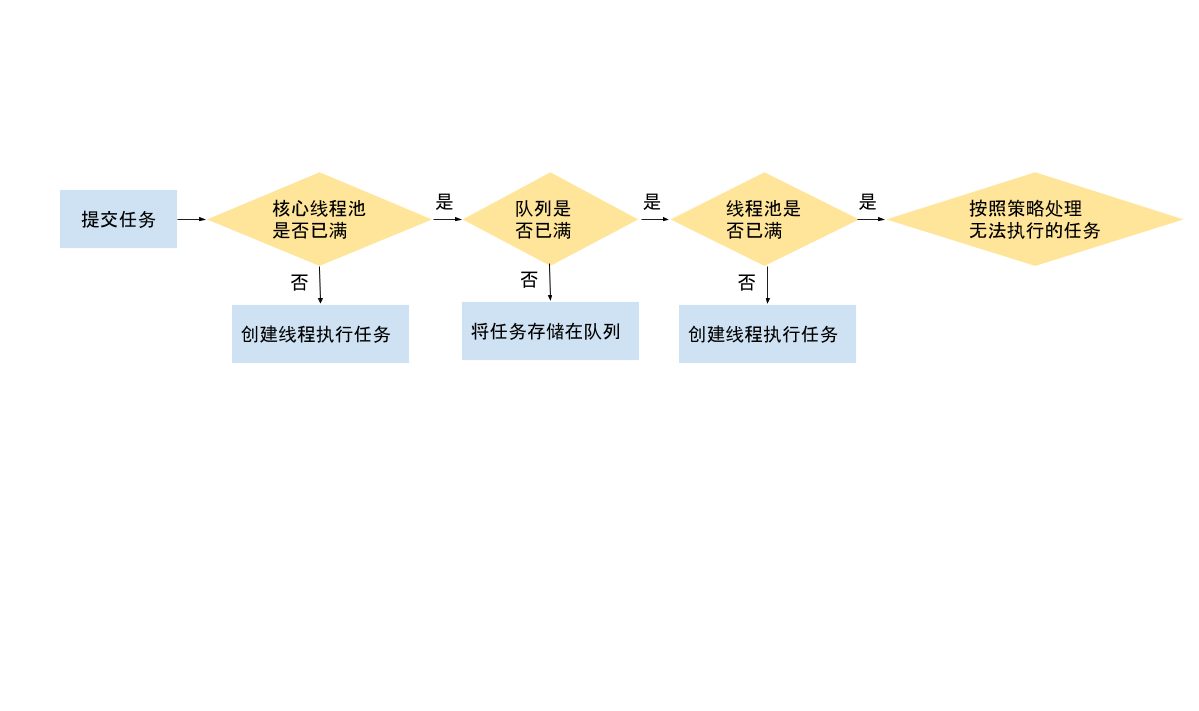 提交任务
核心线程池
是否已满
是
队列是
否已满
是
线程池是
否已满
是
按照策略处理
无法执行的任务
否
创建线程执行任务
否
将任务存储在队列
否
创建线程执行任务